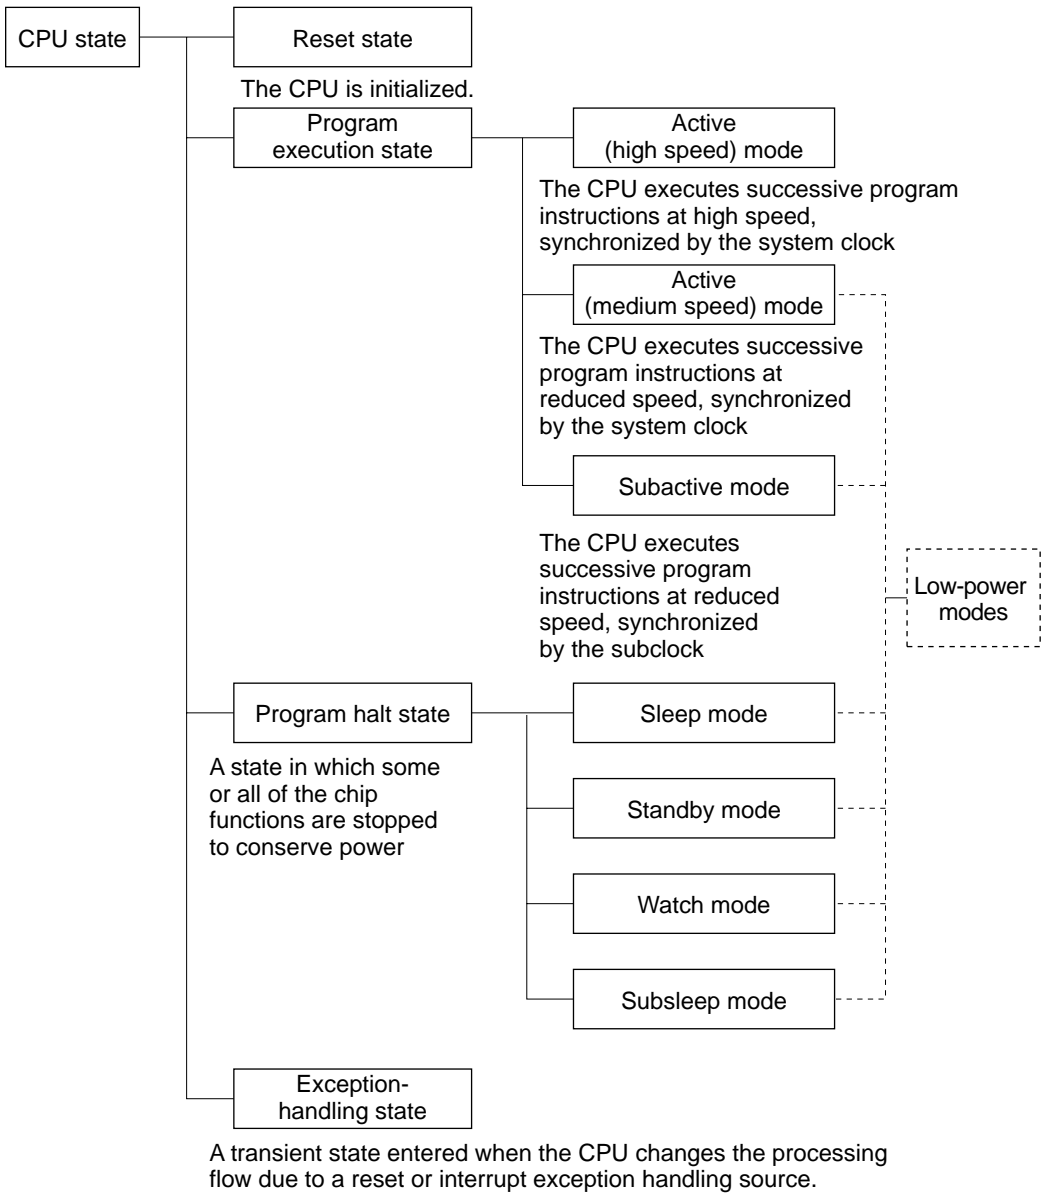 CPU state
Reset state
The CPU is initialized.
Program
execution state
Active
(high speed) mode
The CPU executes successive program
instructions at high speed,
synchronized by the system clock
Active
(medium speed) mode
The CPU executes successive
program instructions at
reduced speed, synchronized
by the system clock
Subactive mode
The CPU executes
successive program
instructions at reduced
speed, synchronized
by the subclock
Low-power
modes
Program halt state
A state in which some
or all of the chip
functions are stopped
to conserve power
Sleep mode
Standby mode
Watch mode
Subsleep mode
Exception-
handling state
A transient state entered when the CPU changes the processing
flow due to a reset or interrupt exception handling source.